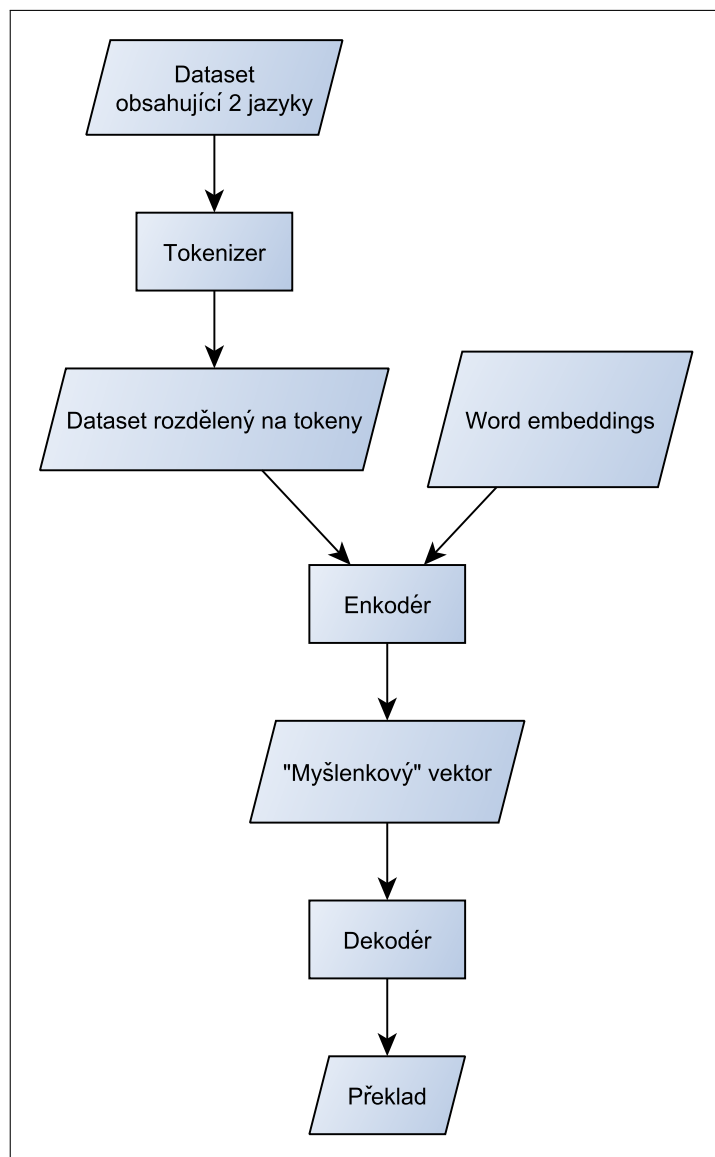 Dataset
obsahující 2 jazyky
Tokenizer
Dataset rozdělený na tokeny
Word embeddings
Enkodér
"Myšlenkový" vektor
Dekodér
Překlad